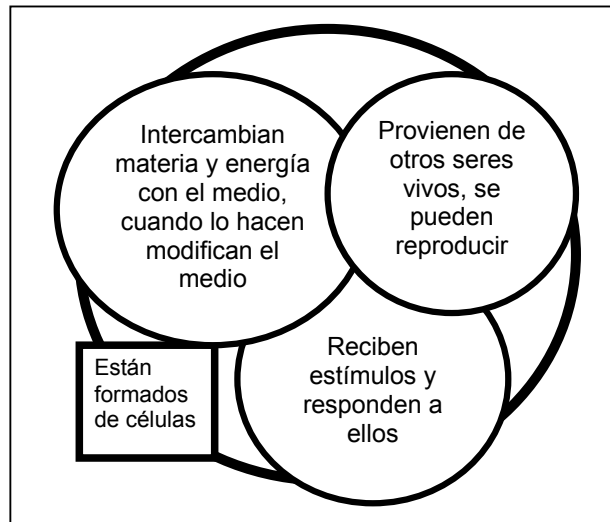 Intercambian
materia y energía
con el medio,
cuando lo hacen
modifican el
medio
Provienen de
otros seres
vivos, se
pueden
reproducir
Están
formados
de células
Reciben
estímulos y
responden a
ellos